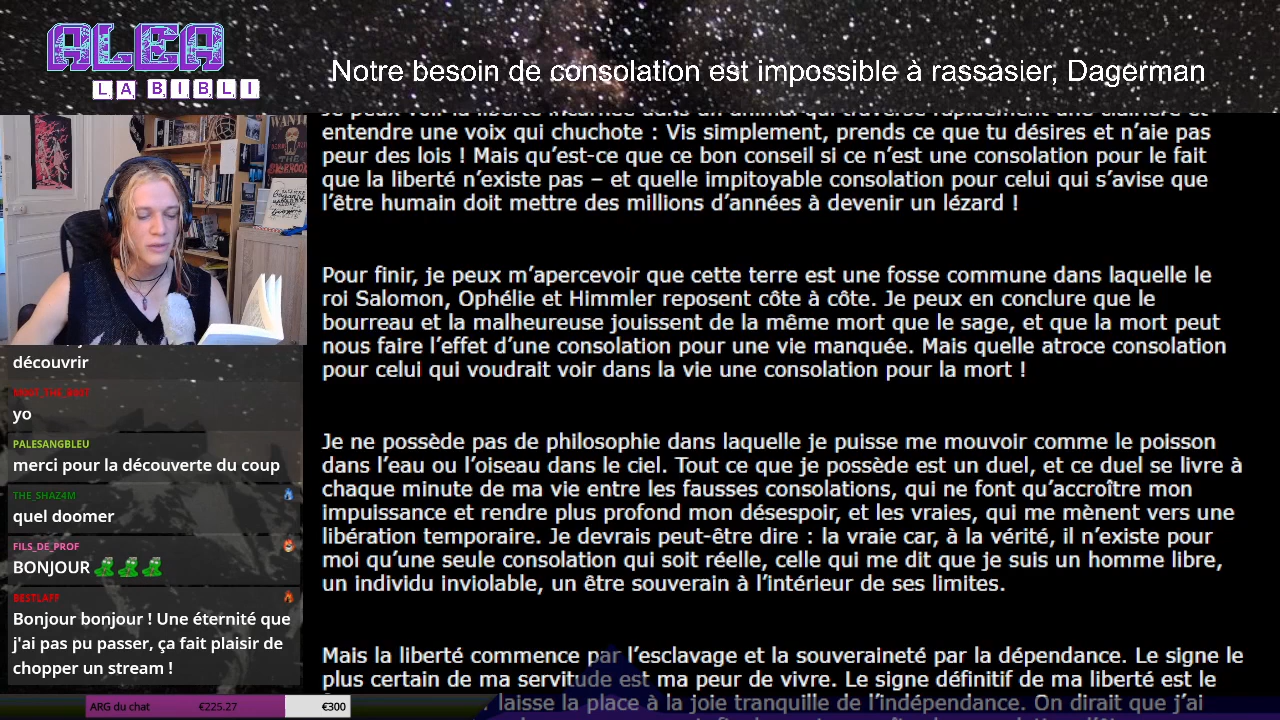 ALEA
LA BIBLI
Notre besoin de consolation est impossible à rassasier, Dagerman
Je peux voir la liberté incarnée dans un animal qui traverse rapidement une clairière et
entendre une voix qui chuchote : Vis simplement, prends ce que tu désires et n’aie pas
peur des lois ! Mais qu’est-ce que ce bon conseil si ce n’est une consolation pour le fait
que la liberté n’existe pas – et quelle impitoyable consolation pour celui qui s’avise que
l’être humain doit mettre des millions d’années à devenir un lézard !
Pour finir, je peux m’apercevoir que cette terre est une fosse commune dans laquelle le
roi Salomon, Ophélie et Himmler reposent côte à côte. Je peux en conclure que le
bourreau et la malheureuse jouissent de la même mort que le sage, et que la mort peut
nous faire l’effet d’une consolation pour une vie manquée. Mais quelle atroce consolation
pour celui qui voudrait voir dans la vie une consolation pour la mort !
Je ne possède pas de philosophie dans laquelle je puisse me mouvoir comme le poisson
dans l’eau ou l’oiseau dans le ciel. Tout ce que je possède est un duel, et ce duel se livre à
chaque minute de ma vie entre les fausses consolations, qui ne font qu’accroître mon
impuissance et rendre plus profond mon désespoir, et les vraies, qui me mènent vers une
libération temporaire. Je devrais peut-être dire : la vraie car, à la vérité, il n’existe pour
moi qu’une seule consolation qui soit réelle, celle qui me dit que je suis un homme libre,
un individu inviolable, un être souverain à l’intérieur de ses limites.
Mais la liberté commence par l’esclavage et la souveraineté par la dépendance. Le signe le
plus certain de ma servitude est ma peur de vivre. Le signe définitif de ma liberté est le
laisse la place à la joie tranquille de l’indépendance. On dirait que j’ai
WANTED
THE
découvrir
yo
PALESANGBLEU
merci pour la découverte du coup
THE_SHAZ4M
quel doomer
FILS_DE_PROF
BONJOUR
BESTLAFF
Bonjour bonjour ! Une éternité que
j'ai pas pu passer, ça fait plaisir de
chopper un stream !
ARG du chat €225.27 €300